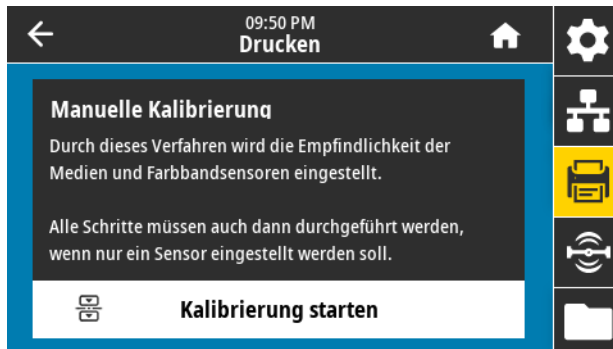 09:50 PM
Drucken
Manuelle Kalibrierung
Durch dieses Verfahren wird die Empfindlichkeit der
Medien und Farbbandsensoren eingestellt.
Alle Schritte müssen auch dann durchgeführt werden,
wenn nur ein Sensor eingestellt werden soll.
Kalibrierung starten